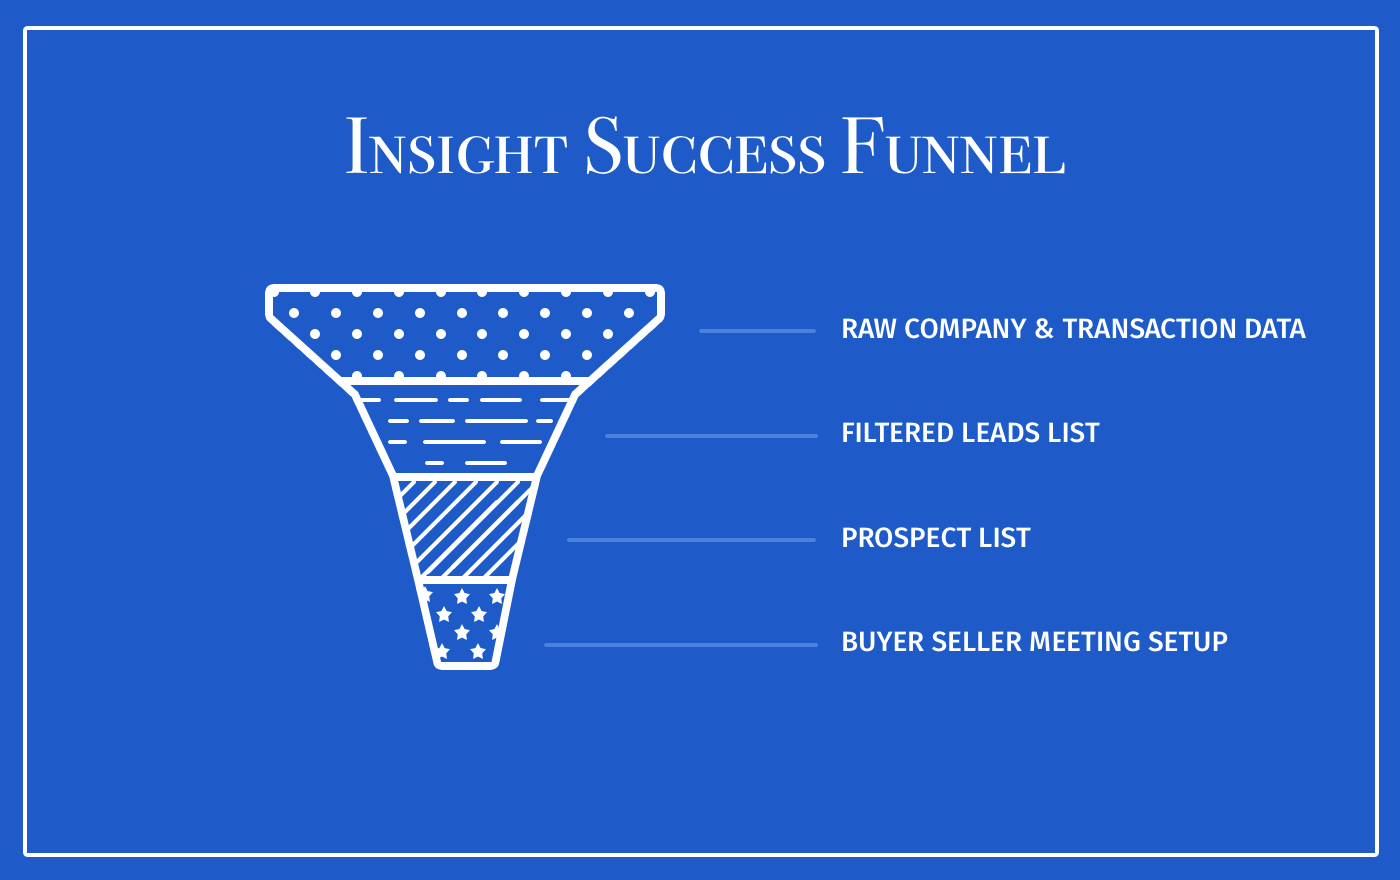 Insight Success Funnel
RAW COMPANY & TRANSACTION DATA
FILTERED LEADS LIST
PROSPECT LIST
BUYER SELLER MEETING SETUP